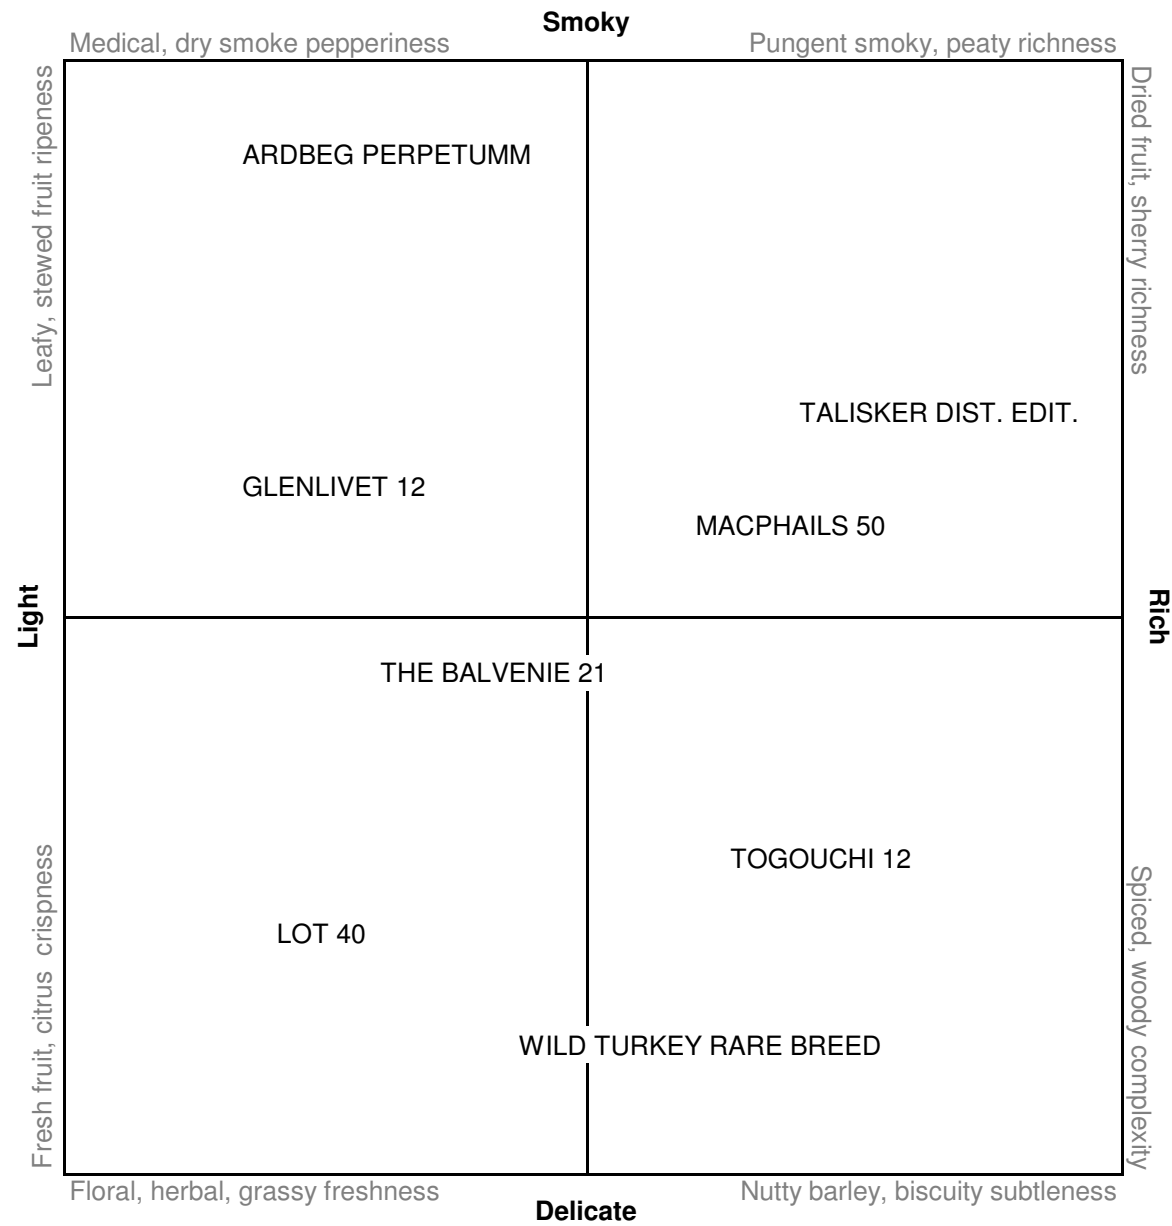 Smoky
Medical, dry smoke pepperiness
Pungent smoky, peaty richness
Leafy, stewed fruit ripeness
Dried fruit, sherry richness
ARDBEG PERPETUMM
TALISKER DIST. EDIT.
GLENLIVET 12
MACPHAILS 50
Light
Rich
THE BALVENIE 21
TOGOUCHI 12
LOT 40
WILD TURKEY RARE BREED
Fresh fruit, citrus  crispness
Spiced, woody complexity
Floral, herbal, grassy freshness
Nutty barley, biscuity subtleness
Delicate